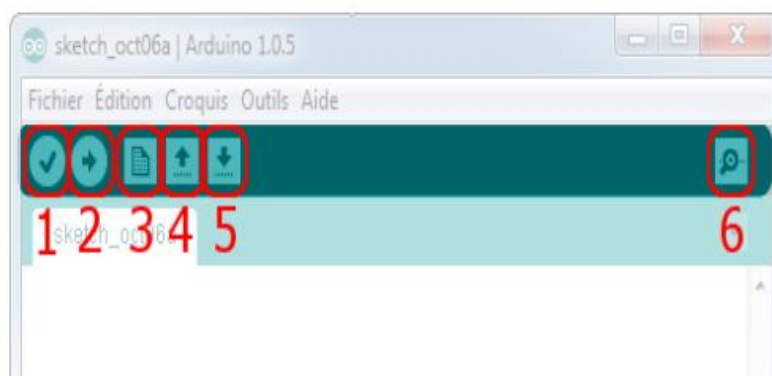 sketch_oct06a | Arduino 1.0.5
Fichier Édition Croquis Outils Aide
1 2 3 4 5 6
sketch_oct06a